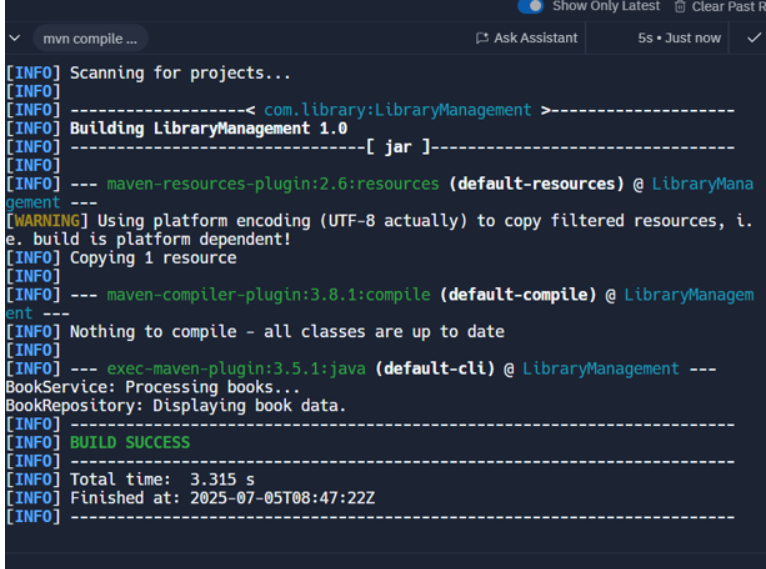 Show Only Latest Clear Past R
mvn compile ... Ask Assistant 5s • Just now
[INFO] Scanning for projects...
[INFO]
[INFO] -------------------< com.library:LibraryManagement >-------------------
[INFO] Building LibraryManagement 1.0
[INFO] --------------------------------[ jar ]---------------------------------
[INFO]
[INFO] --- maven-resources-plugin:2.6:resources (default-resources) @ LibraryMana
gement ---
[WARNING] Using platform encoding (UTF-8 actually) to copy filtered resources, i.
e. build is platform dependent!
[INFO] Copying 1 resource
[INFO]
[INFO] --- maven-compiler-plugin:3.8.1:compile (default-compile) @ LibraryManagem
ent ---
[INFO] Nothing to compile - all classes are up to date
[INFO]
[INFO] --- exec-maven-plugin:3.5.1:java (default-cli) @ LibraryManagement ---
BookService: Processing books...
BookRepository: Displaying book data.
[INFO] ------------------------------------------------------------------------
[INFO] BUILD SUCCESS
[INFO] ------------------------------------------------------------------------
[INFO] Total time:  3.315 s
[INFO] Finished at: 2025-07-05T08:47:22Z
[INFO] ------------------------------------------------------------------------